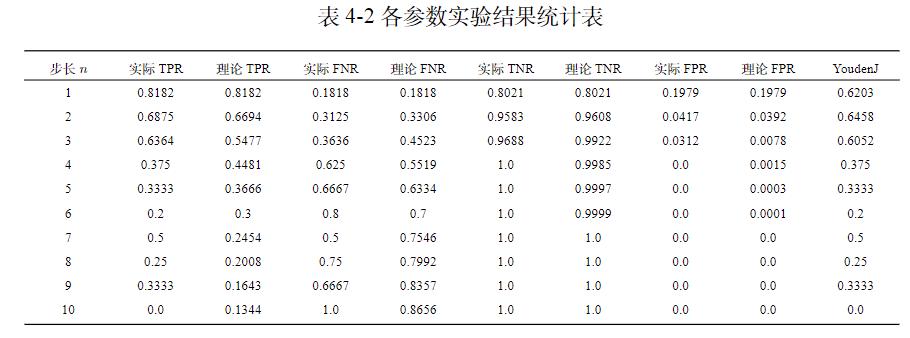 表 4-2 各参数实验结果统计表
步长 n 实际 TPR 理论 TPR 实际 FNR 理论 FNR 实际 TNR 理论 TNR 实际 FPR 理论 FPR YoudenJ
1 0.8182 0.8182 0.1818 0.1818 0.8021 0.8021 0.1979 0.1979 0.6203
2 0.6875 0.6694 0.3125 0.3306 0.9583 0.9608 0.0417 0.0392 0.6458
3 0.6364 0.5477 0.3636 0.4523 0.9688 0.9922 0.0312 0.0078 0.6052
4 0.375 0.4481 0.625 0.5519 1.0 0.9985 0.0 0.0015 0.375
5 0.3333 0.3666 0.6667 0.6334 1.0 0.9997 0.0 0.0003 0.3333
6 0.2 0.3 0.8 0.7 1.0 0.9999 0.0 0.0001 0.2
7 0.5 0.2454 0.5 0.7546 1.0 1.0 0.0 0.0 0.5
8 0.25 0.2008 0.75 0.7992 1.0 1.0 0.0 0.0 0.25
9 0.3333 0.1643 0.6667 0.8357 1.0 1.0 0.0 0.0 0.3333
10 0.0 0.1344 1.0 0.8656 1.0 1.0 0.0 0.0 0.0